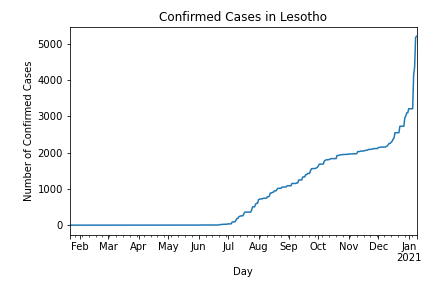 Confirmed Cases in Lesotho
Number of Confirmed Cases
5000
4000
3000
2000
1000
0
Feb Mar Apr May Jun Jul Aug Sep Oct Nov Dec Jan
2021
Day